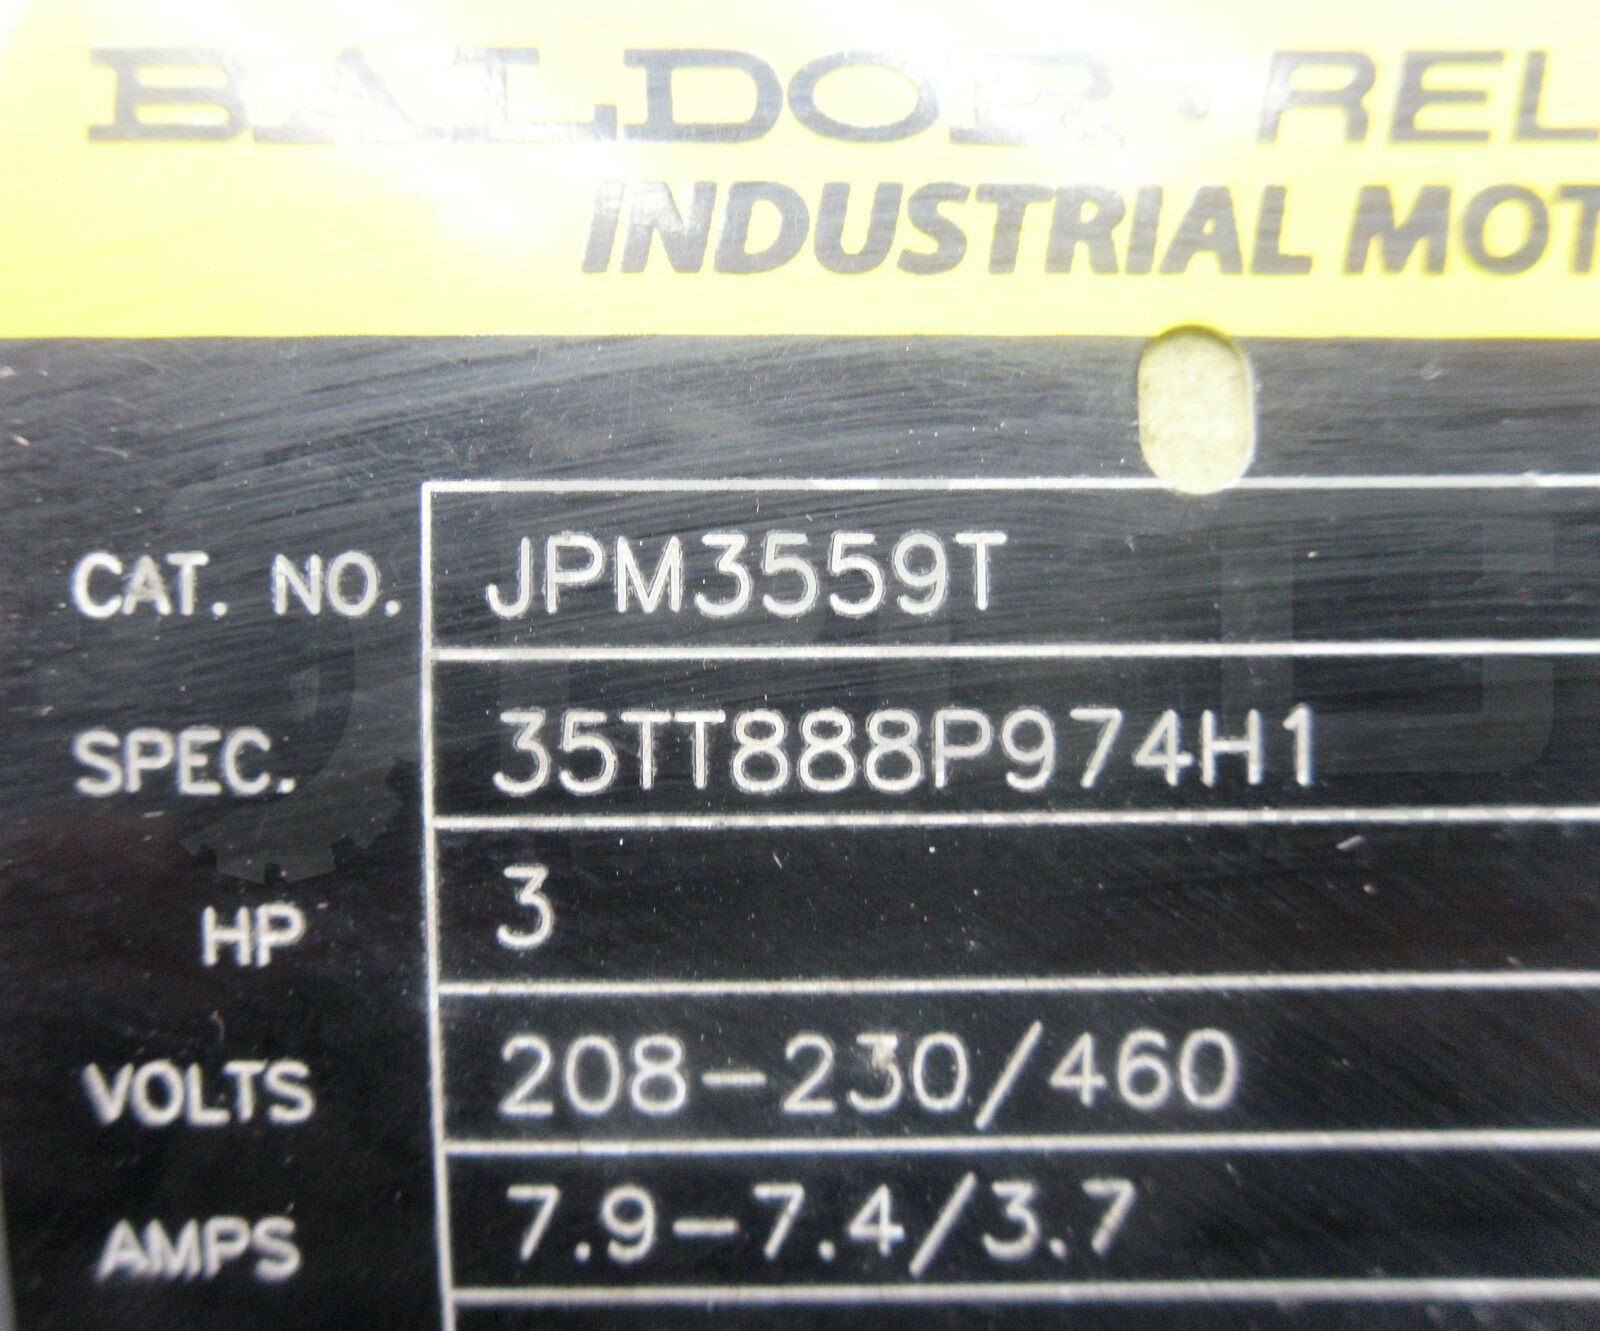 BALDOR • REL
INDUSTRIAL MOT
CAT. NO. JPM3559T
SPEC. 35TT888P974H1
HP 3
VOLTS 208-230/460
AMPS 7.9-7.4/3.7